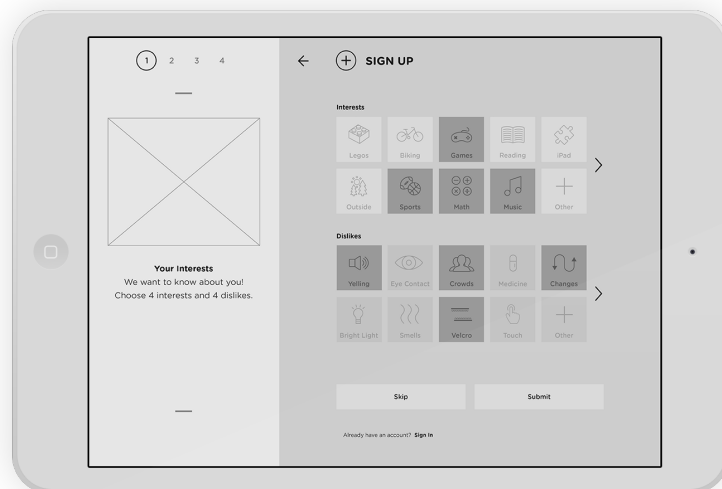 1 2 3 4
Your Interests
We want to know about you!
Choose 4 interests and 4 dislikes.
SIGN UP
Interests
Legos Biking Games Reading iPad
Outside Sports Math Music Other
Dislikes
Yelling Eye Contact Crowds Medicine Changes
Bright Light Smells Velcro Touch Other
Skip Submit
Already have an account? Sign In